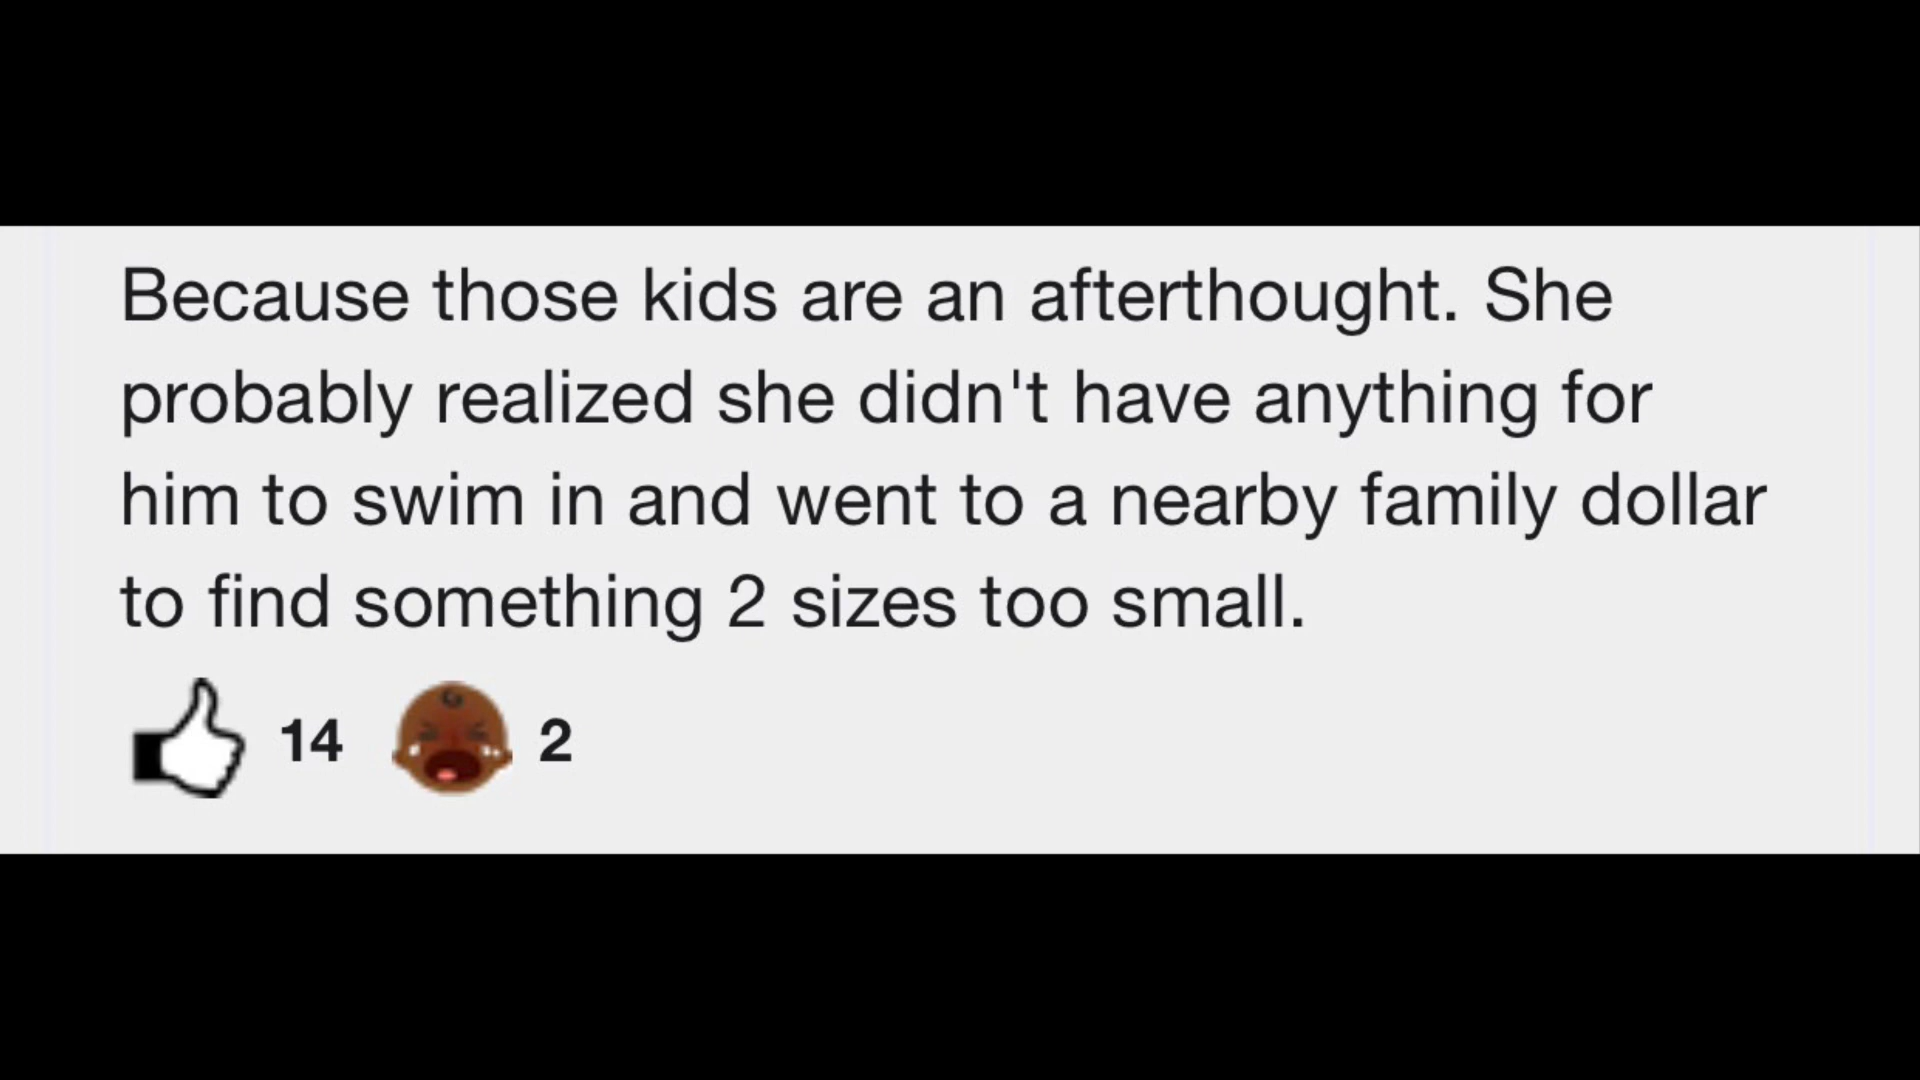 Because those kids are an afterthought. She
probably realized she didn't have anything for
him to swim in and went to a nearby family dollar
to find something 2 sizes too small.
14 2